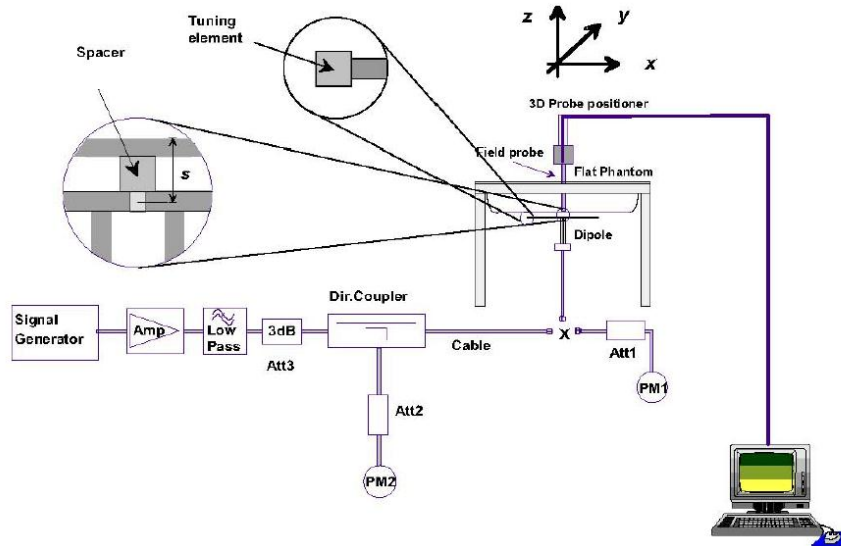 Tuning
element
Spacer
z
y
x
3D Probe positioner
Field probe
Flat Phantom
s
Dipole
Dir.Coupler
Signal
Generator
Amp
Low
Pass
3dB
Att3
Cable
X
Att1
PM1
Att2
PM2